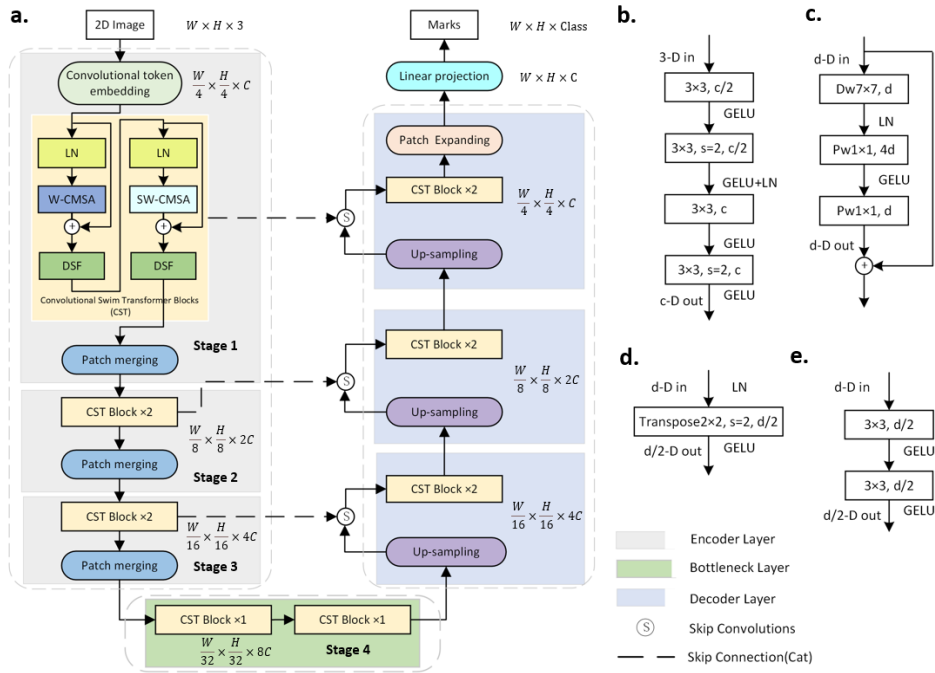 a.
2D Image
W × H × 3
Convolutional token
embedding
W/4 × H/4 × C
LN
LN
W-CMSA
SW-CMSA
+
+
DSF
DSF
Convolutional Swim Transformer Blocks
(CST)
Stage 1
Patch merging
CST Block ×2
W/8 × H/8 × 2C
Patch merging
Stage 2
CST Block ×2
W/16 × H/16 × 4C
Patch merging
Stage 3
CST Block ×1
CST Block ×1
W/32 × H/32 × 8C
Stage 4
Marks
W × H × Class
Linear projection
W × H × C
Patch Expanding
CST Block ×2
W/4 × H/4 × C
S
Up-sampling
CST Block ×2
W/8 × H/8 × 2C
S
Up-sampling
CST Block ×2
W/16 × H/16 × 4C
S
Up-sampling
b.
3-D in
3×3, c/2
GELU
3×3, s=2, c/2
GELU+LN
3×3, c
GELU
3×3, s=2, c
c-D out
GELU
c.
d-D in
Dw7×7, d
LN
Pw1×1, 4d
GELU
Pw1×1, d
d-D out
+
d.
d-D in
LN
Transpose2×2, s=2, d/2
d/2-D out
GELU
e.
d-D in
3×3, d/2
GELU
3×3, d/2
d/2-D out
GELU
Encoder Layer
Bottleneck Layer
Decoder Layer
S
Skip Convolutions
Skip Connection(Cat)